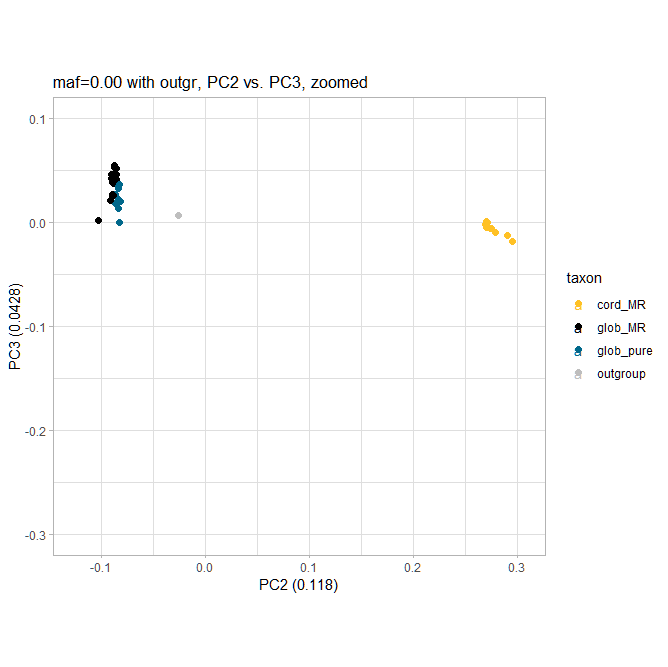 maf=0.00 with outgr, PC2 vs. PC3, zoomed
0.1
0.0
-0.1
-0.2
-0.3
PC3 (0.0428)
-0.1
0.0
0.1
0.2
0.3
PC2 (0.118)
taxon
a cord_MR
a glob_MR
a glob_pure
a outgroup